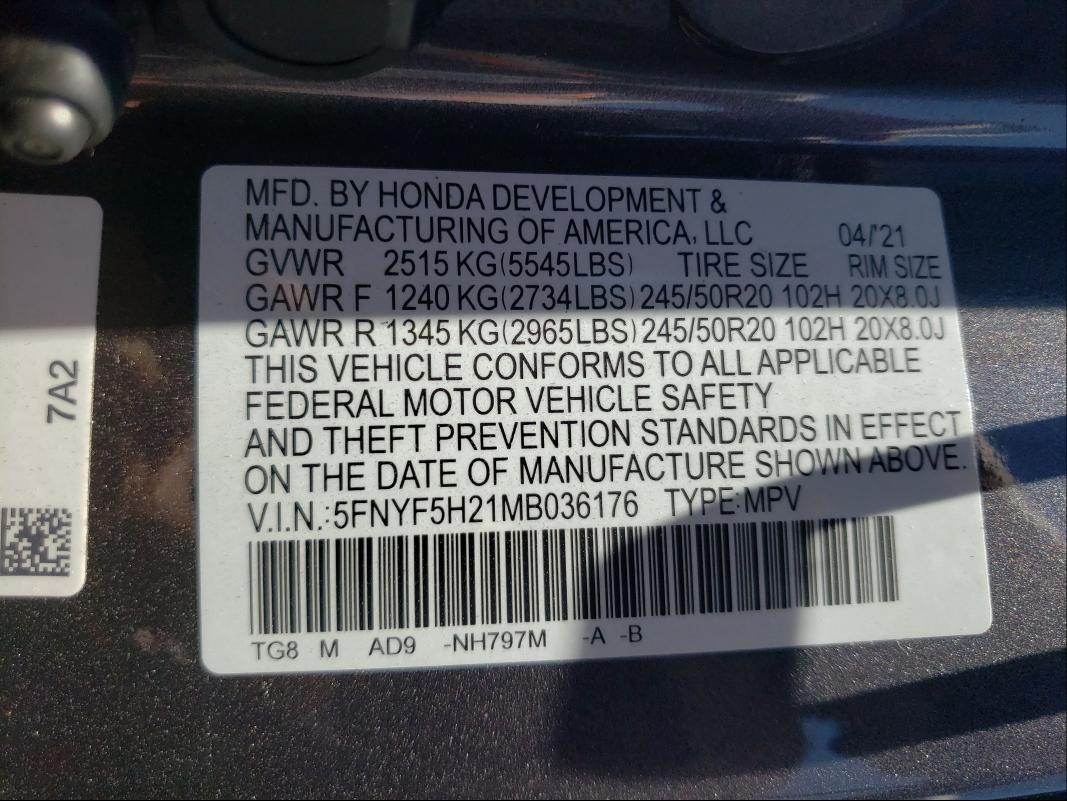 MFD. BY HONDA DEVELOPMENT &
MANUFACTURING OF AMERICA, LLC 04/'21
GVWR 2515 KG(5545LBS) TIRE SIZE RIM SIZE
GAWR F 1240 KG(2734LBS) 245/50R20 102H 20X8.0J
GAWR R 1345 KG(2965LBS) 245/50R20 102H 20X8.0J
THIS VEHICLE CONFORMS TO ALL APPLICABLE
FEDERAL MOTOR VEHICLE SAFETY
AND THEFT PREVENTION STANDARDS IN EFFECT
ON THE DATE OF MANUFACTURE SHOWN ABOVE.
V.I.N.: 5FNYF5H21MB036176 TYPE: MPV
TG8 M AD9 -NH797M -A -B
7A2